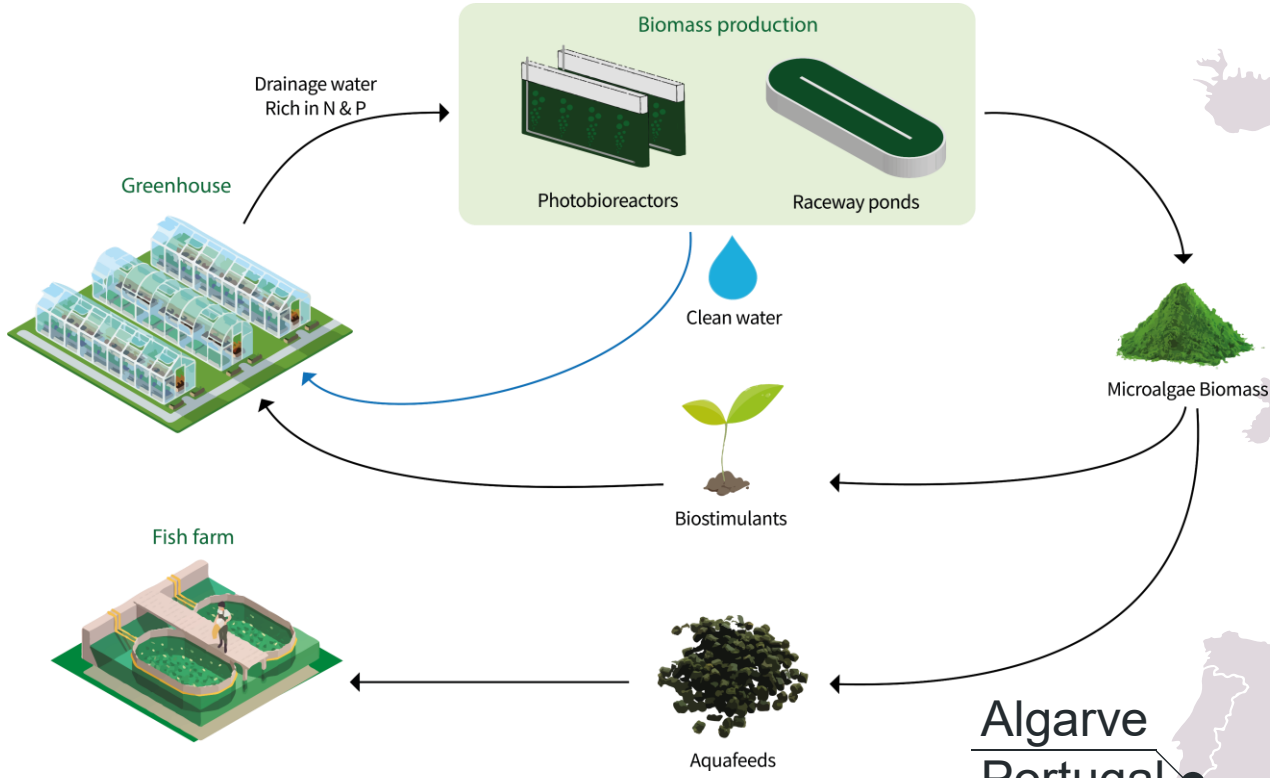 Biomass production
Drainage water
Rich in N & P
Greenhouse
Photobioreactors
Raceway ponds
Clean water
Microalgae Biomass
Biostimulants
Fish farm
Aquafeeds
Algarve
Portugal